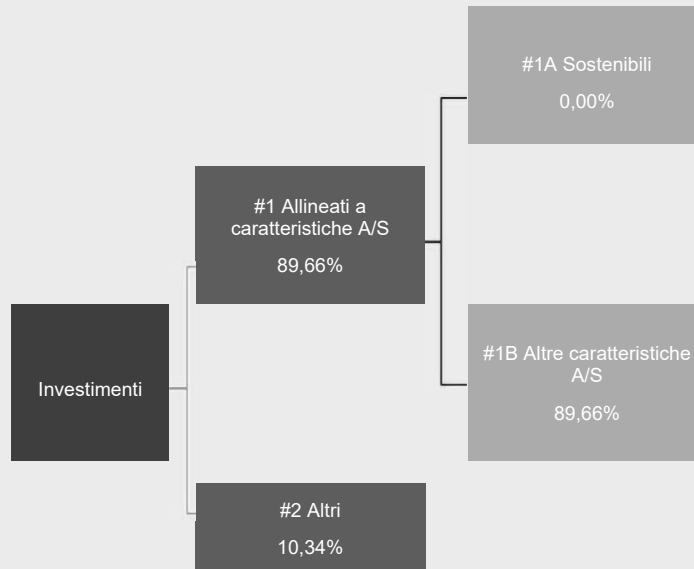 #1A Sostenibili
0,00%
#1 Allineati a
caratteristiche A/S
89,66%
Investimenti
#1B Altre caratteristiche
A/S
89,66%
#2 Altri
10,34%